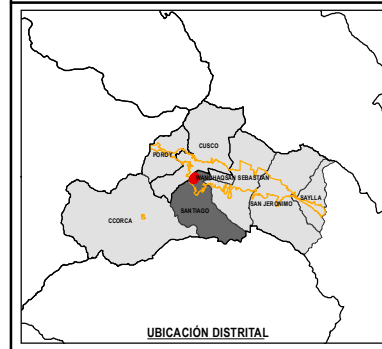 CUSCO
POROY
WANCHAQ
SAN SEBASTIAN
SAYLLA
SAN JERONIMO
SANTIAGO
CCORCA
UBICACIÓN DISTRITAL